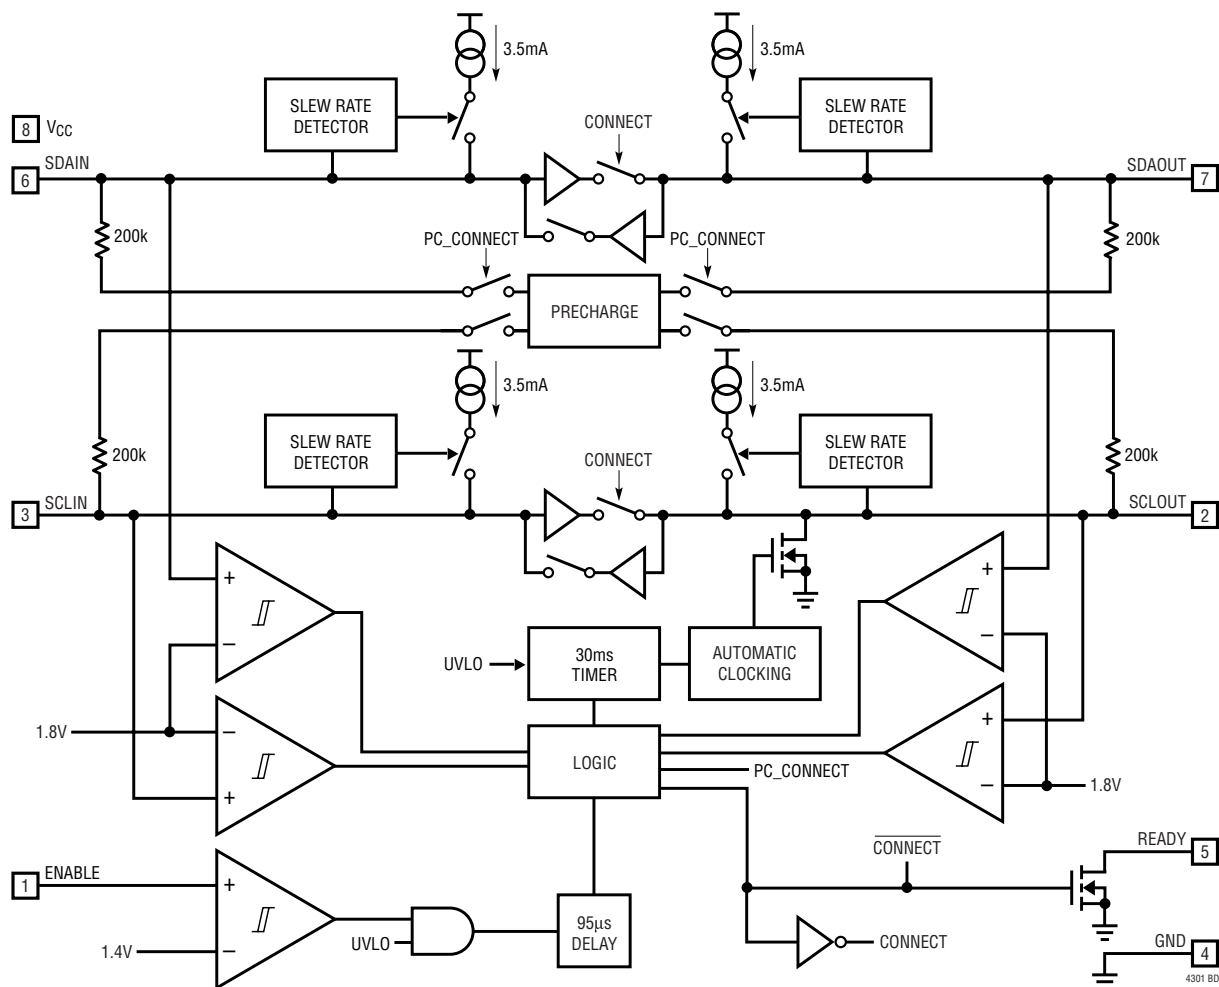 3.5mA
3.5mA
SLEW RATE
DETECTOR
SLEW RATE
DETECTOR
8 VCC
CONNECT
SDAIN
SDAOUT
6
7
200k
PC_CONNECT
PC_CONNECT
200k
PRECHARGE
3.5mA
3.5mA
SLEW RATE
DETECTOR
SLEW RATE
DETECTOR
200k
CONNECT
200k
SCLIN
SCLOUT
3
2
+
+
–
–
UVLO
30ms
TIMER
AUTOMATIC
CLOCKING
1.8V
–
+
LOGIC
PC_CONNECT
+
–
1.8V
CONNECT
READY
5
ENABLE
1
+
–
1.4V
UVLO
95µs
DELAY
CONNECT
GND
4
4301 BD